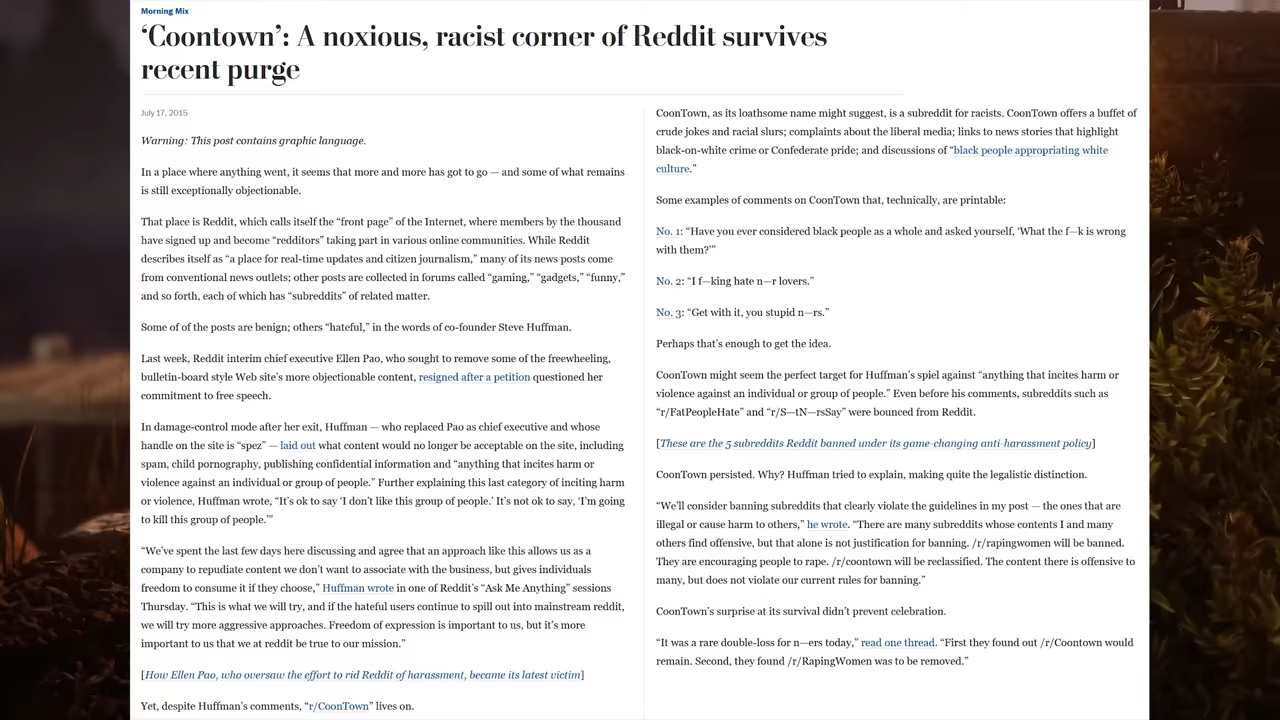 Morning Mix
‘Coontown’: A noxious, racist corner of Reddit survives
recent purge
July 17, 2015
Warning: This post contains graphic language.
In a place where anything went, it seems that more and more has got to go — and some of what remains
is still exceptionally objectionable.
That place is Reddit, which calls itself the “front page” of the Internet, where members by the thousand
have signed up and become “redditors” taking part in various online communities. While Reddit
describes itself as “a place for real-time updates and citizen journalism,” many of its news posts come
from conventional news outlets; other posts are collected in forums called “gaming,” “gadgets,” “funny,”
and so forth, each of which has “subreddits” of related matter.
Some of of the posts are benign; others “hateful,” in the words of co-founder Steve Huffman.
Last week, Reddit interim chief executive Ellen Pao, who sought to remove some of the freewheeling,
bulletin-board style Web site’s more objectionable content, resigned after a petition questioned her
commitment to free speech.
In damage-control mode after her exit, Huffman — who replaced Pao as chief executive and whose
handle on the site is “spez” — laid out what content would no longer be acceptable on the site, including
spam, child pornography, publishing confidential information and “anything that incites harm or
violence against an individual or group of people.” Further explaining this last category of inciting harm
or violence, Huffman wrote, “It’s ok to say ‘I don’t like this group of people.’ It’s not ok to say, ‘I’m going
to kill this group of people.’”
“We’ve spent the last few days here discussing and agree that an approach like this allows us as a
company to repudiate content we don’t want to associate with the business, but gives individuals
freedom to consume it if they choose,” Huffman wrote in one of Reddit’s “Ask Me Anything” sessions
Thursday. “This is what we will try, and if the hateful users continue to spill out into mainstream reddit,
we will try more aggressive approaches. Freedom of expression is important to us, but it’s more
important to us that we at reddit be true to our mission.”
[How Ellen Pao, who oversaw the effort to rid Reddit of harassment, became its latest victim]
Yet, despite Huffman’s comments, “r/CoonTown” lives on.
CoonTown, as its loathsome name might suggest, is a subreddit for racists. CoonTown offers a buffet of
crude jokes and racial slurs; complaints about the liberal media; links to news stories that highlight
black-on-white crime or Confederate pride; and discussions of “black people appropriating white
culture.”
Some examples of comments on CoonTown that, technically, are printable:
No. 1: “Have you ever considered black people as a whole and asked yourself, ‘What the f—k is wrong
with them?’”
No. 2: “I f—king hate n—r lovers.”
No. 3: “Get with it, you stupid n—rs.”
Perhaps that’s enough to get the idea.
CoonTown might seem the perfect target for Huffman’s spiel against “anything that incites harm or
violence against an individual or group of people.” Even before his comments, subreddits such as
“r/FatPeopleHate” and “r/S—tN—rsSay” were bounced from Reddit.
[These are the 5 subreddits Reddit banned under its game-changing anti-harassment policy]
CoonTown persisted. Why? Huffman tried to explain, making quite the legalistic distinction.
“We’ll consider banning subreddits that clearly violate the guidelines in my post — the ones that are
illegal or cause harm to others,” he wrote. “There are many subreddits whose contents I and many
others find offensive, but that alone is not justification for banning. /r/rapingwomen will be banned.
They are encouraging people to rape. /r/coontown will be reclassified. The content there is offensive to
many, but does not violate our current rules for banning.”
CoonTown’s surprise at its survival didn’t prevent celebration.
“It was a rare double-loss for n—ers today,” read one thread. “First they found out /r/Coontown would
remain. Second, they found /r/RapingWomen was to be removed.”